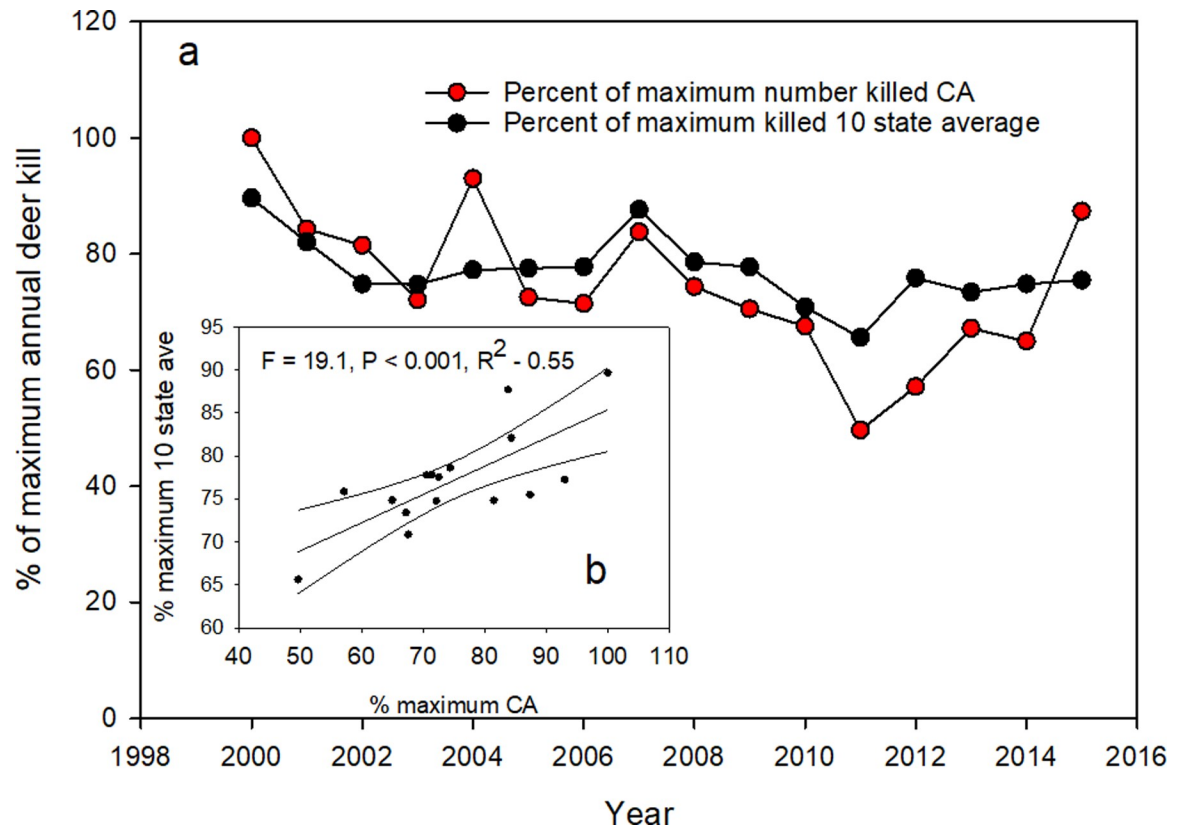 a
Percent of maximum number killed CA
Percent of maximum killed 10 state average
% of maximum annual deer kill
120
100
80
60
40
20
0
1998 2000 2002 2004 2006 2008 2010 2012 2014 2016
Year
F = 19.1, P < 0.001, R² - 0.55
b
% maximum 10 state ave
95
90
85
80
75
70
65
60
40 50 60 70 80 90 100 110
% maximum CA